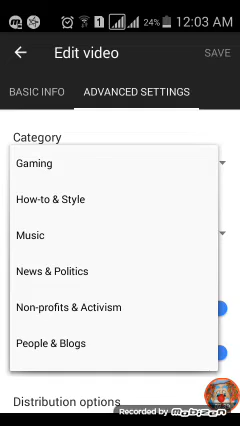 24% 12:03 AM
Edit video SAVE
BASIC INFO ADVANCED SETTINGS
Category
Gaming
How-to & Style
Music
News & Politics
Non-profits & Activism
People & Blogs
Distribution options
Recorded by MOBIZEN